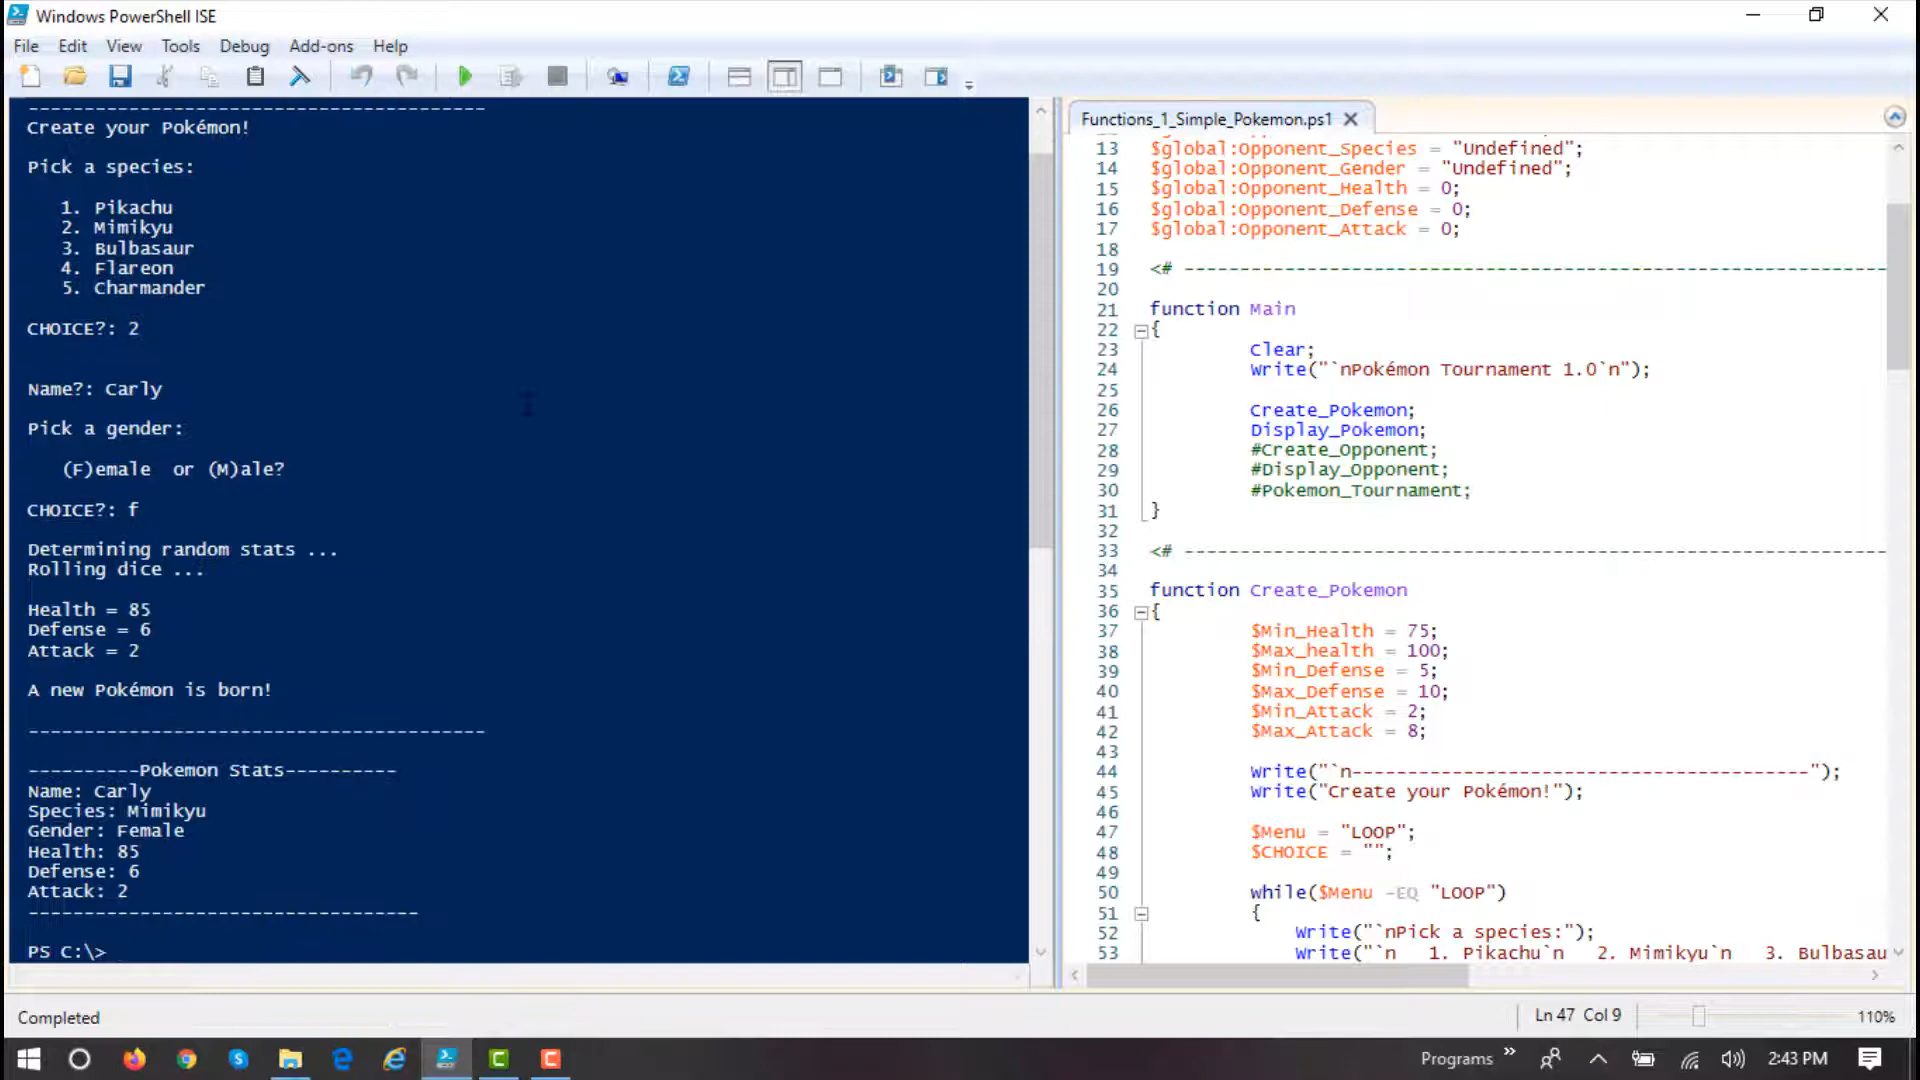 Windows PowerShell ISE
File Edit View Tools Debug Add-ons Help
-----------------------------------------
Create your Pokémon!
Pick a species:
1. Pikachu
2. Mimikyu
3. Bulbasaur
4. Flareon
5. Charmander
CHOICE?: 2
Name?: Carly
Pick a gender:
(F)emale  or (M)ale?
CHOICE?: f
Determining random stats ...
Rolling dice ...
Health = 85
Defense = 6
Attack = 2
A new Pokémon is born!
-----------------------------------------
----------Pokemon Stats----------
Name: Carly
Species: Mimikyu
Gender: Female
Health: 85
Defense: 6
Attack: 2
-----------------------------------
PS C:\>
Functions_1_Simple_Pokemon.ps1
13 $global:Opponent_Species = "Undefined";
14 $global:Opponent_Gender = "Undefined";
15 $global:Opponent_Health = 0;
16 $global:Opponent_Defense = 0;
17 $global:Opponent_Attack = 0;
18
19 <# ---------------------------------------------------------------
20
21 function Main
22 {
23 Clear;
24 Write("`nPokémon Tournament 1.0`n");
25
26 Create_Pokemon;
27 Display_Pokemon;
28 #Create_Opponent;
29 #Display_Opponent;
30 #Pokemon_Tournament;
31 }
32
33 <# ---------------------------------------------------------------
34
35 function Create_Pokemon
36 {
37 $Min_Health = 75;
38 $Max_health = 100;
39 $Min_Defense = 5;
40 $Max_Defense = 10;
41 $Min_Attack = 2;
42 $Max_Attack = 8;
43
44 Write("`n-----------------------------------------");
45 Write("Create your Pokémon!");
46
47 $Menu = "LOOP";
48 $CHOICE = "";
49
50 while($Menu -EQ "LOOP")
51 {
52 Write("`nPick a species:");
53 Write("`n   1. Pikachu`n   2. Mimikyu`n   3. Bulbasau
Completed
Ln 47 Col 9
110%
Programs »
2:43 PM